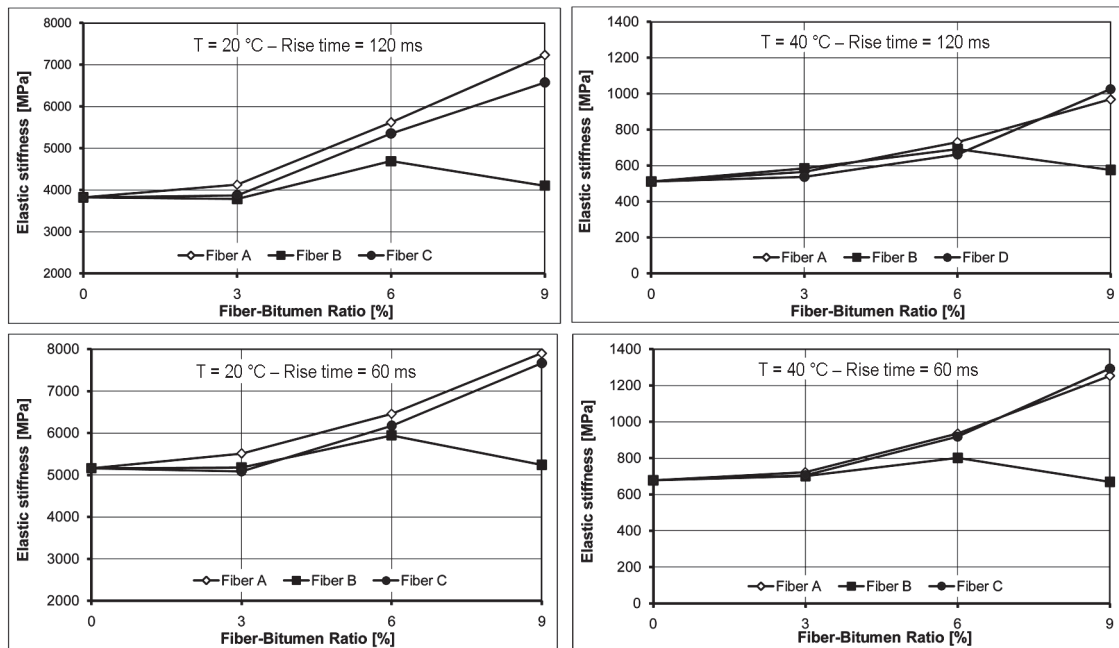 T = 20 °C – Rise time = 120 ms
Elastic stiffness [MPa]
8000
7000
6000
5000
4000
3000
2000
Fiber A Fiber B Fiber C
0 3 6 9
Fiber-Bitumen Ratio [%]
T = 40 °C – Rise time = 120 ms
Elastic stiffness [MPa]
1400
1200
1000
800
600
400
200
0
Fiber A Fiber B Fiber D
0 3 6 9
Fiber-Bitumen Ratio [%]
T = 20 °C – Rise time = 60 ms
Elastic stiffness [MPa]
8000
7000
6000
5000
4000
3000
2000
Fiber A Fiber B Fiber C
0 3 6 9
Fiber-Bitumen Ratio [%]
T = 40 °C – Rise time = 60 ms
Elastic stiffness [MPa]
1400
1200
1000
800
600
400
200
0
Fiber A Fiber B Fiber C
0 3 6 9
Fiber-Bitumen Ratio [%]